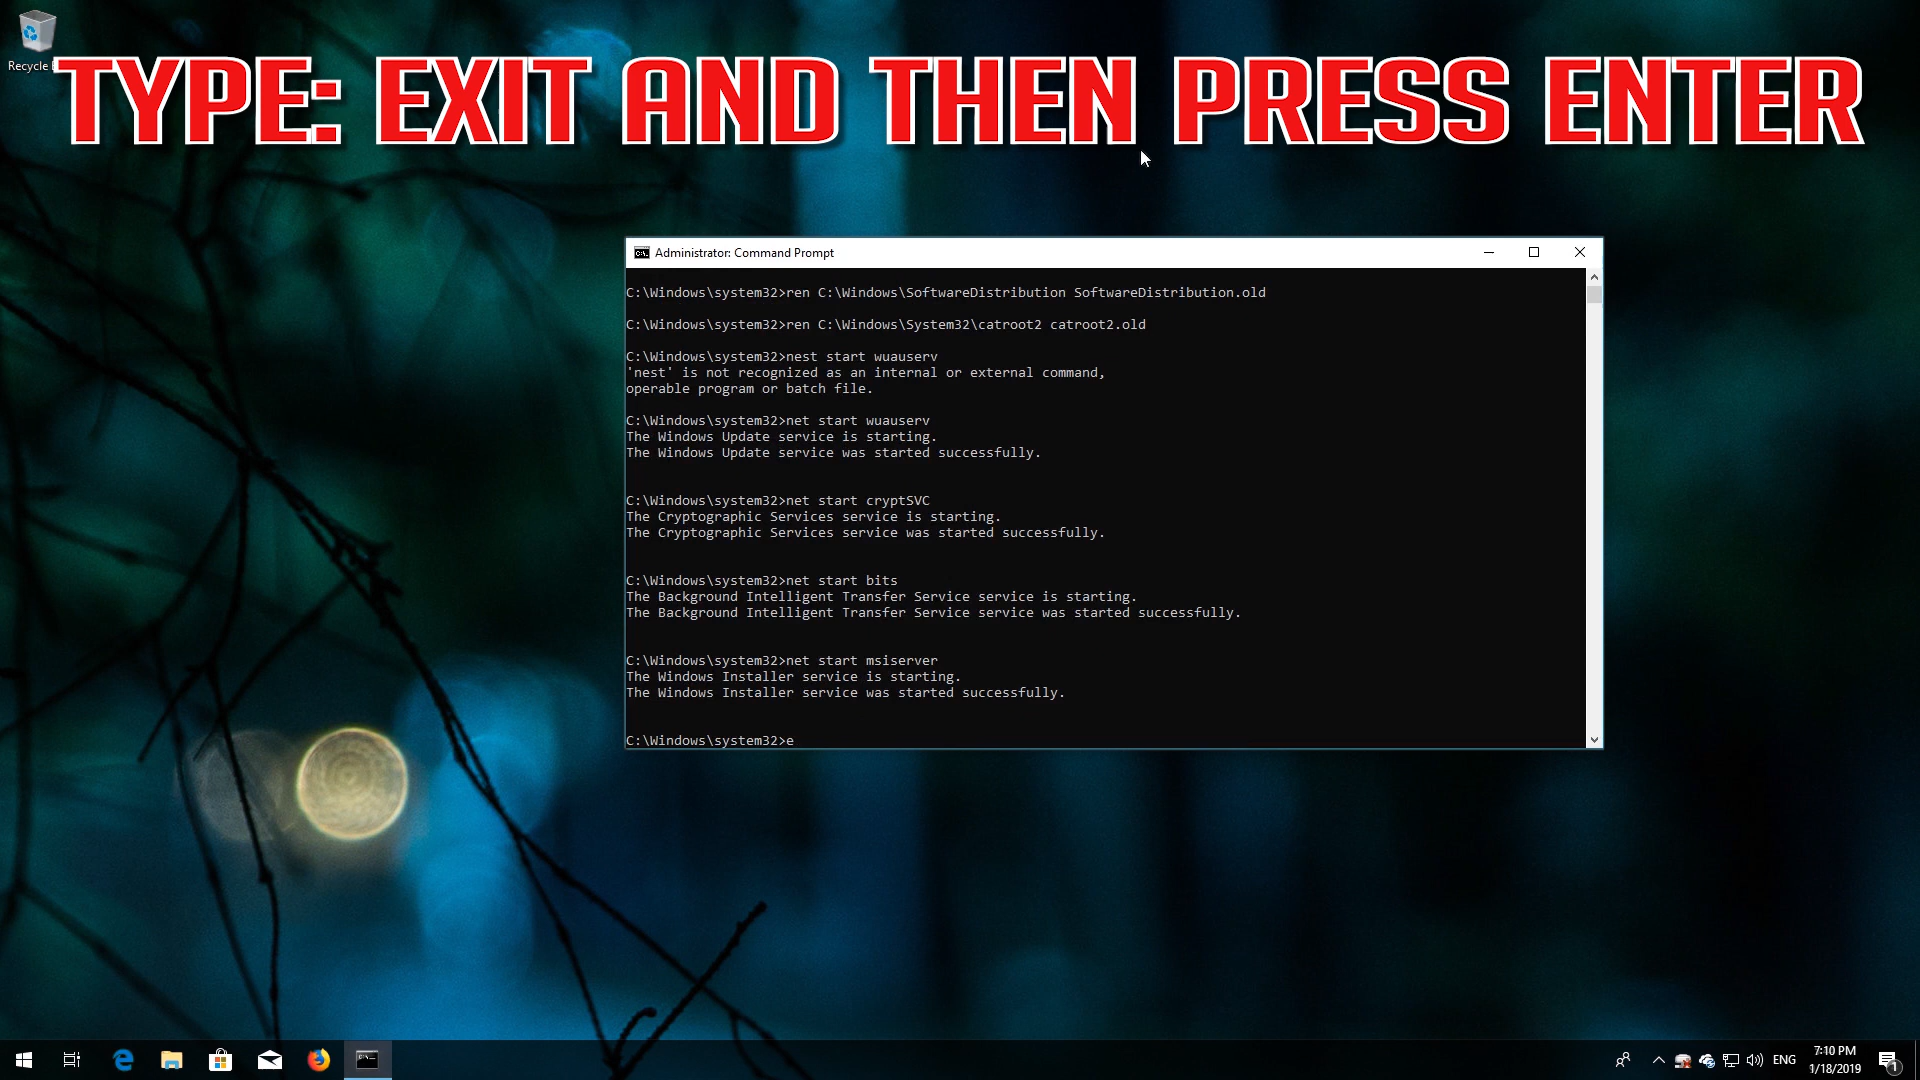 Recycle
TYPE: EXIT AND THEN PRESS ENTER
Administrator: Command Prompt
C:\Windows\system32>ren C:\Windows\SoftwareDistribution SoftwareDistribution.old
C:\Windows\system32>ren C:\Windows\System32\catroot2 catroot2.old
C:\Windows\system32>nest start wuauserv
'nest' is not recognized as an internal or external command,
operable program or batch file.
C:\Windows\system32>net start wuauserv
The Windows Update service is starting.
The Windows Update service was started successfully.
C:\Windows\system32>net start cryptSVC
The Cryptographic Services service is starting.
The Cryptographic Services service was started successfully.
C:\Windows\system32>net start bits
The Background Intelligent Transfer Service service is starting.
The Background Intelligent Transfer Service service was started successfully.
C:\Windows\system32>net start msiserver
The Windows Installer service is starting.
The Windows Installer service was started successfully.
C:\Windows\system32>e
ENG
7:10 PM
1/18/2019
1